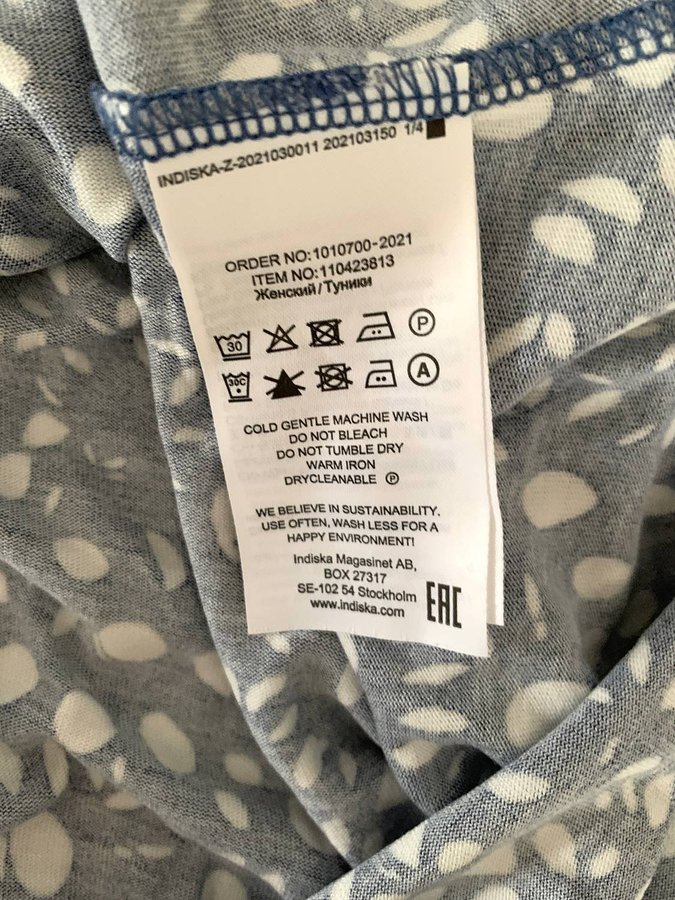 INDISKA-Z-2021030011 202103150 1/4
ORDER NO:1010700-2021
ITEM NO:110423813
Женский/Туники
30 P
30C A
COLD GENTLE MACHINE WASH
DO NOT BLEACH
DO NOT TUMBLE DRY
WARM IRON
DRYCLEANABLE Ⓟ
WE BELIEVE IN SUSTAINABILITY.
USE OFTEN, WASH LESS FOR A
HAPPY ENVIRONMENT!
Indiska Magasinet AB,
BOX 27317
SE-102 54 Stockholm
www.indiska.com
EAC